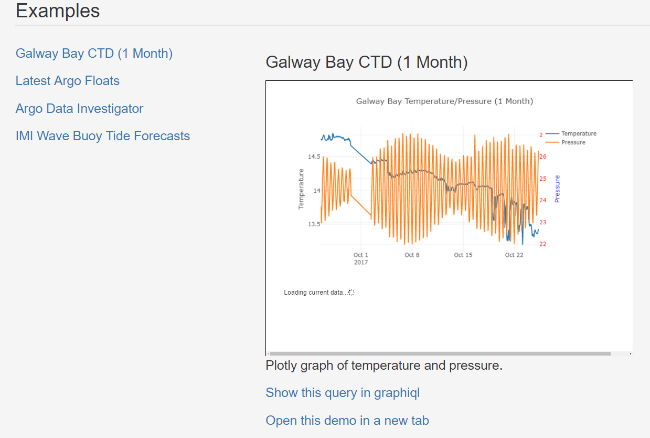 Examples
Galway Bay CTD (1 Month)
Latest Argo Floats
Argo Data Investigator
IMI Wave Buoy Tide Forecasts
Galway Bay CTD (1 Month)
Galway Bay Temperature/Pressure (1 Month)
Temperature
Pressure
14.5
14
13.5
Temperature
2
26
25
24
23
22
Pressure
Oct 1
2017
Oct 8
Oct 15
Oct 22
Loading current data...
Plotly graph of temperature and pressure.
Show this query in graphiql
Open this demo in a new tab